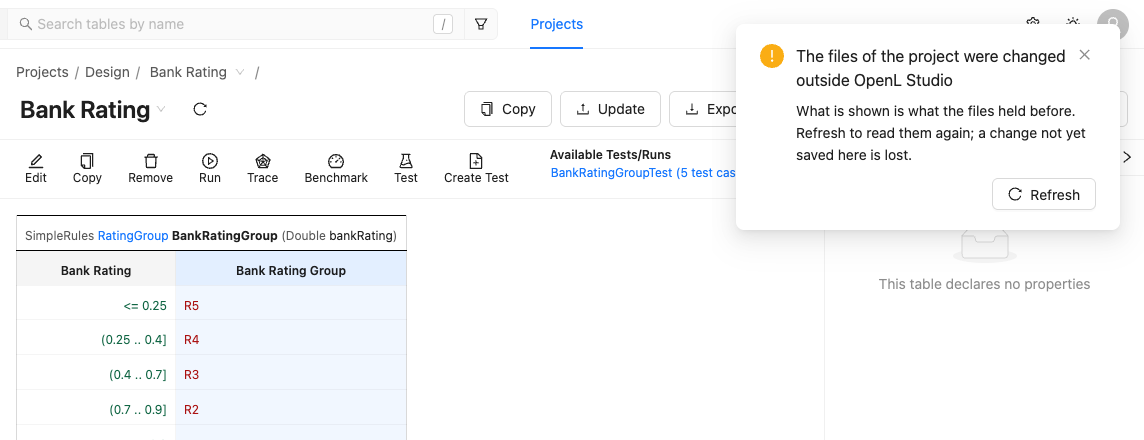 Search tables by name
/
Projects
Projects / Design / Bank Rating /
Bank Rating
Copy
Update
The files of the project were changed
outside OpenL Studio
What is shown is what the files held before.
Refresh to read them again; a change not yet
saved here is lost.
Refresh
Edit
Copy
Remove
Run
Trace
Benchmark
Test
Create Test
Available Tests/Runs
BankRatingGroupTest (5 test cas
SimpleRules RatingGroup BankRatingGroup (Double bankRating)
Bank Rating
Bank Rating Group
<= 0.25
R5
(0.25 .. 0.4]
R4
(0.4 .. 0.7]
R3
(0.7 .. 0.9]
R2
This table declares no properties